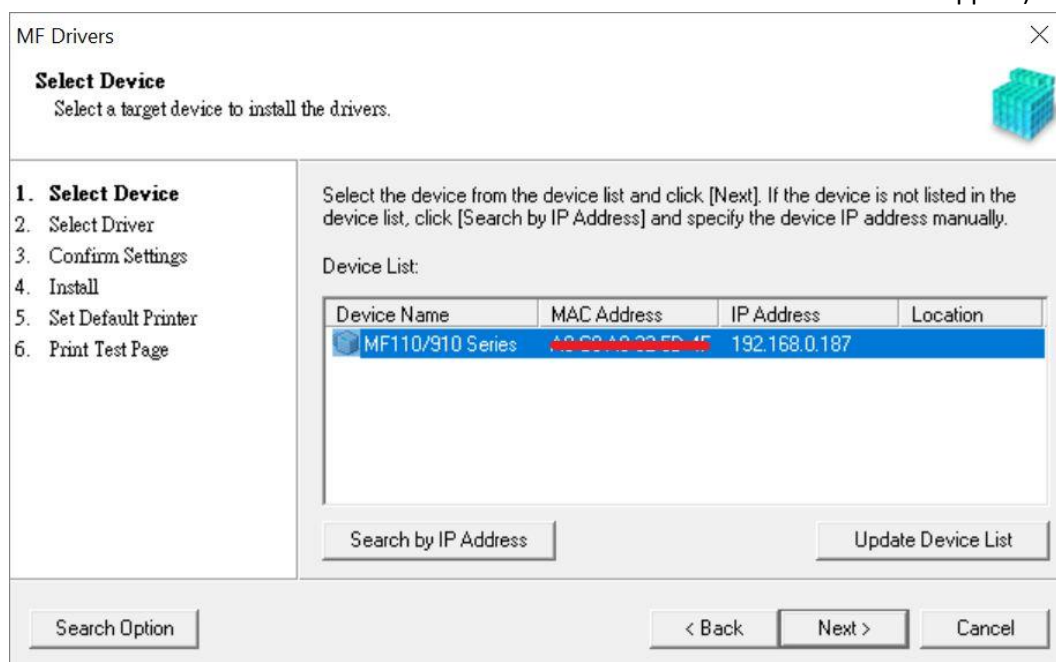 MF Drivers
Select Device
Select a target device to install the drivers.
1. Select Device
2. Select Driver
3. Confirm Settings
4. Install
5. Set Default Printer
6. Print Test Page
Select the device from the device list and click [Next]. If the device is not listed in the
device list, click [Search by IP Address] and specify the device IP address manually.
Device List:
Device Name MAC Address IP Address Location
MF110/910 Series 192.168.0.187
Search by IP Address Update Device List
Search Option < Back Next > Cancel